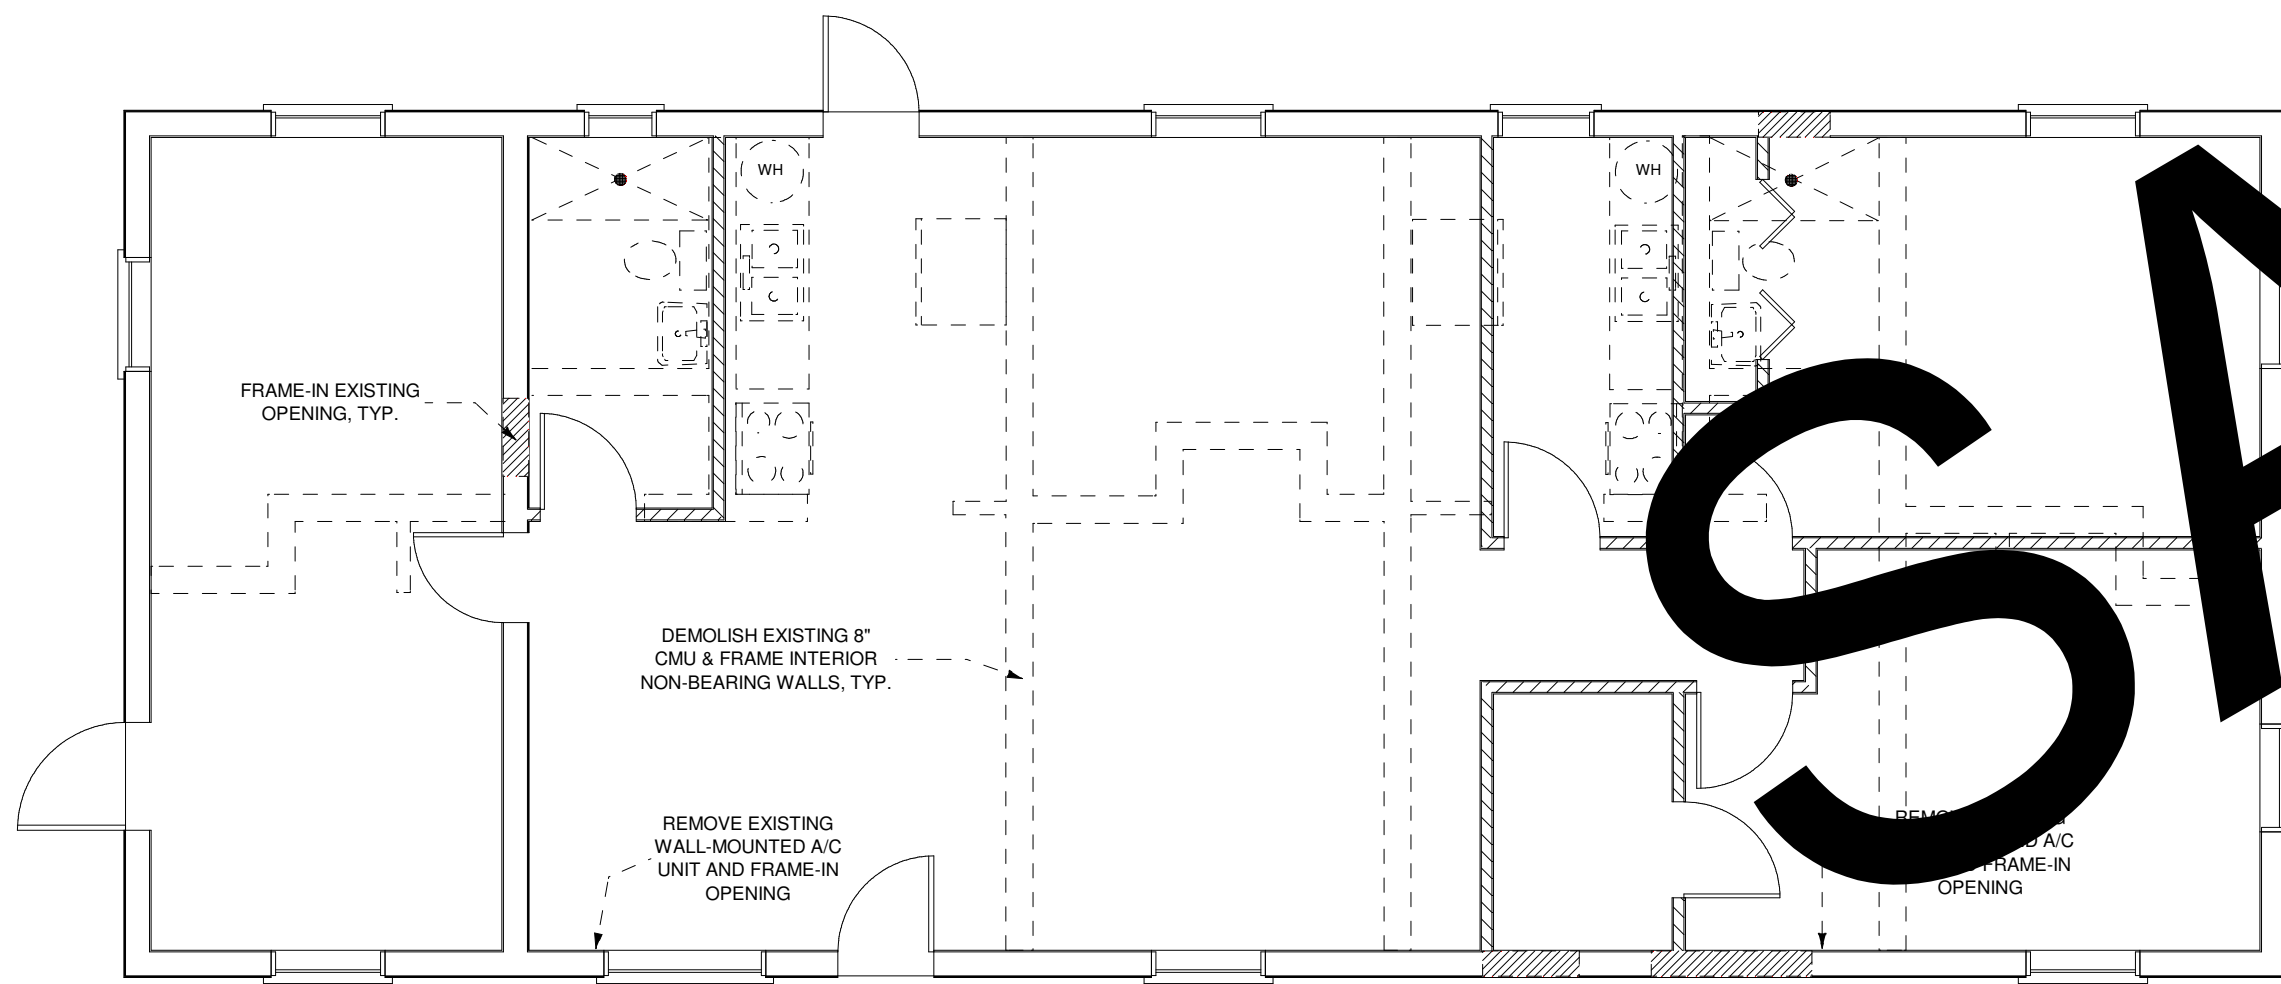 WH
WH
FRAME-IN EXISTING
OPENING, TYP.
DEMOLISH EXISTING 8"
CMU & FRAME INTERIOR
NON-BEARING WALLS, TYP.
REMOVE EXISTING
WALL-MOUNTED A/C
UNIT AND FRAME-IN
OPENING
A/C
FRAME-IN
OPENING
SA